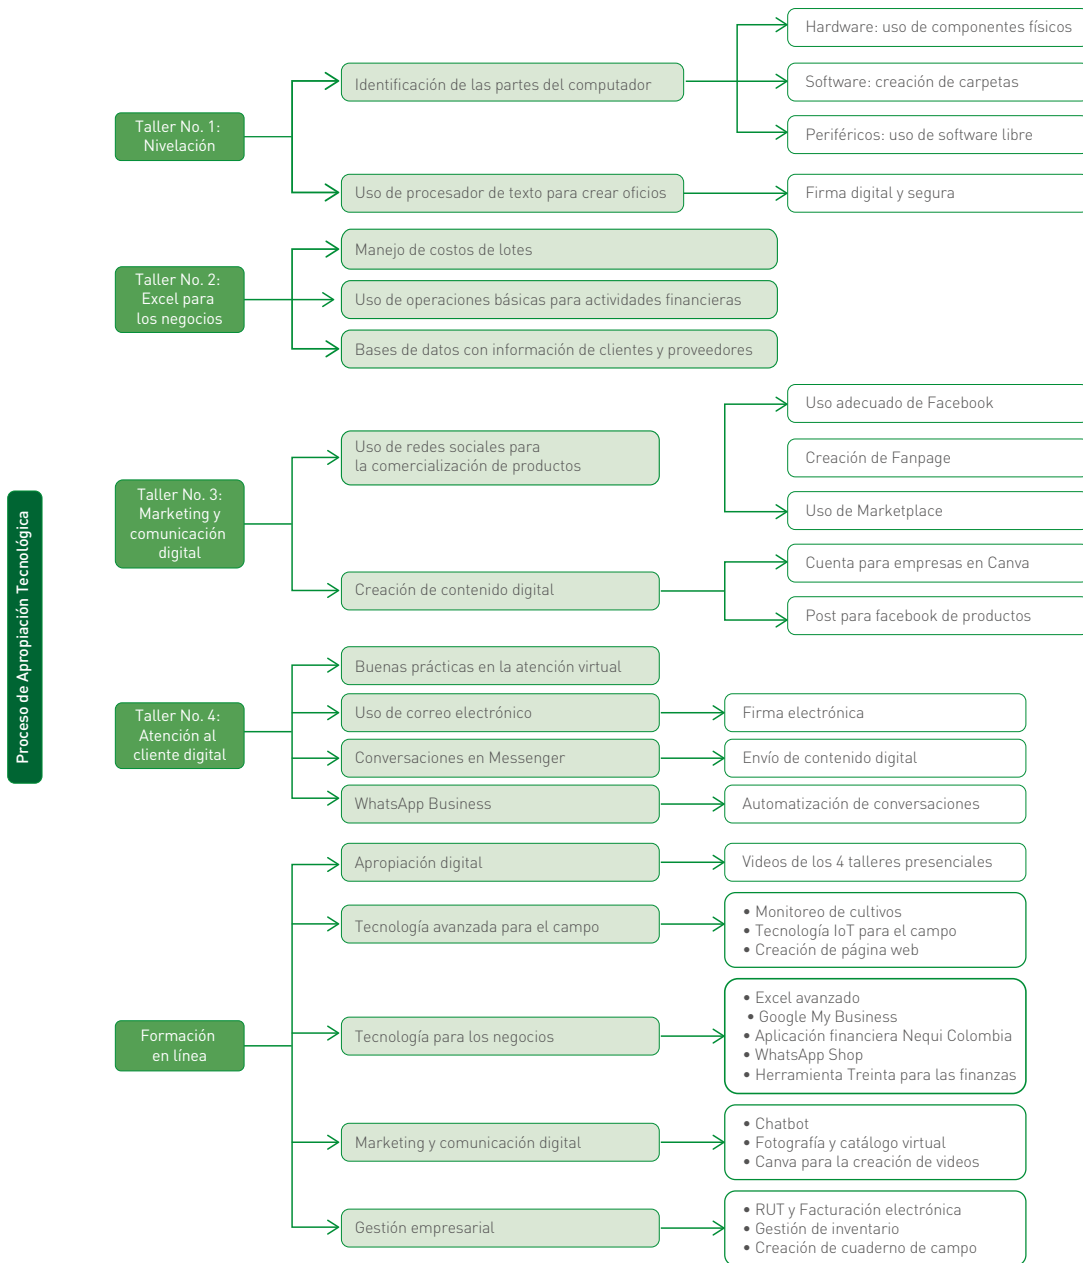 Proceso de Apropiación Tecnológica
Taller No. 1:
Nivelación
Identificación de las partes del computador
Hardware: uso de componentes físicos
Software: creación de carpetas
Periféricos: uso de software libre
Uso de procesador de texto para crear oficios
Firma digital y segura
Taller No. 2:
Excel para
los negocios
Manejo de costos de lotes
Uso de operaciones básicas para actividades financieras
Bases de datos con información de clientes y proveedores
Taller No. 3:
Marketing y
comunicación
digital
Uso de redes sociales para
la comercialización de productos
Uso adecuado de Facebook
Creación de Fanpage
Uso de Marketplace
Creación de contenido digital
Cuenta para empresas en Canva
Post para facebook de productos
Taller No. 4:
Atención al
cliente digital
Buenas prácticas en la atención virtual
Uso de correo electrónico
Firma electrónica
Conversaciones en Messenger
Envío de contenido digital
WhatsApp Business
Automatización de conversaciones
Formación
en línea
Apropiación digital
Videos de los 4 talleres presenciales
Tecnología avanzada para el campo
• Monitoreo de cultivos
• Tecnología IoT para el campo
• Creación de página web
Tecnología para los negocios
• Excel avanzado
• Google My Business
• Aplicación financiera Nequi Colombia
• WhatsApp Shop
• Herramienta Treinta para las finanzas
Marketing y comunicación digital
• Chatbot
• Fotografía y catálogo virtual
• Canva para la creación de videos
Gestión empresarial
• RUT y Facturación electrónica
• Gestión de inventario
• Creación de cuaderno de campo